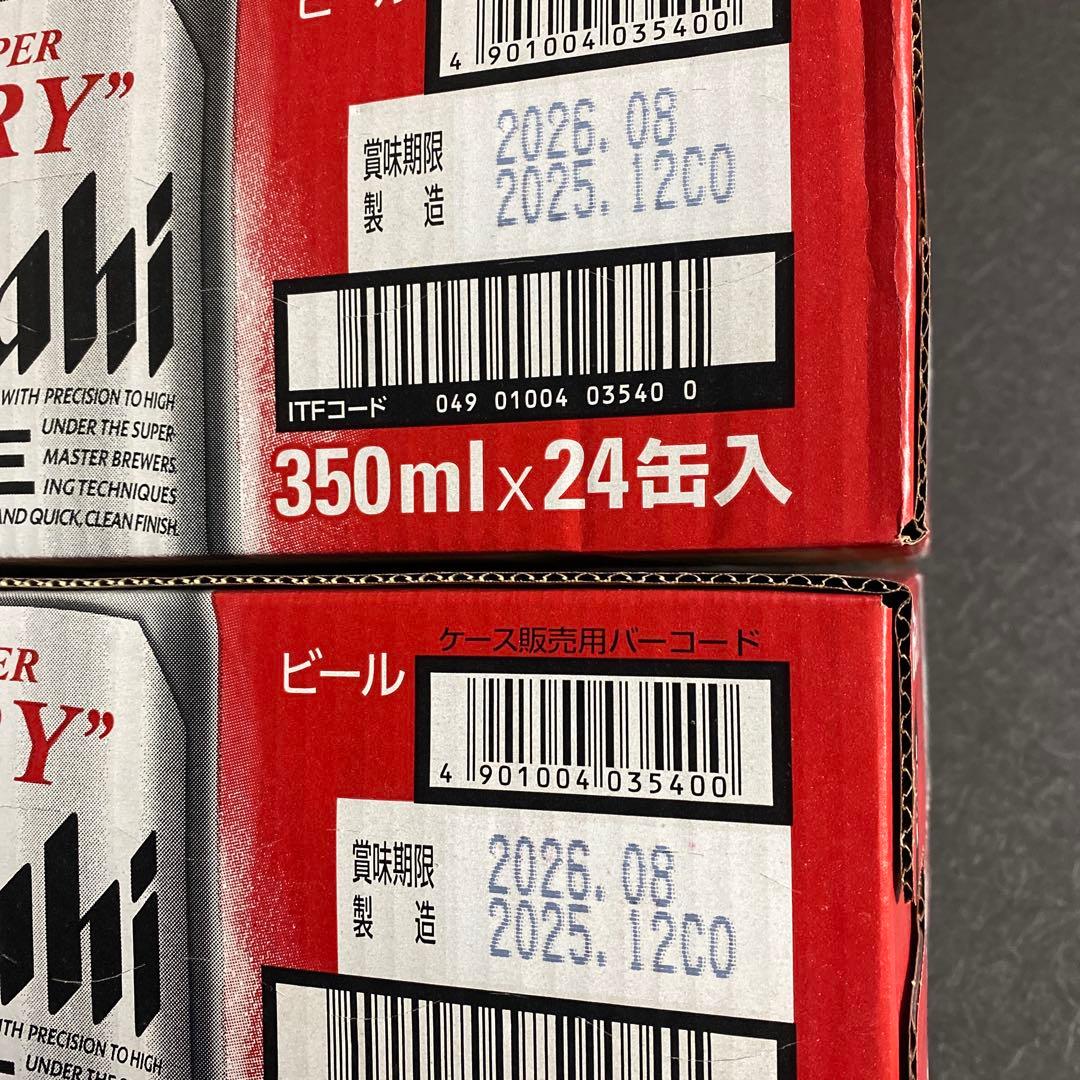 ビール
4 901004 035400
賞味期限 2026.08
製造 2025.12CO
ITFコード 049 01004 03540 0
350ml×24缶入
PER
RY”
ahi
WITH PRECISION TO HIGH
UNDER THE SUPER-
MASTER BREWERS.
ING TECHNIQUES
AND QUICK, CLEAN FINISH.
ケース販売用バーコード
ビール
4 901004 035400
賞味期限 2026.08
製造 2025.12CO
ER
RY”
ahi
WITH PRECISION TO HIGH